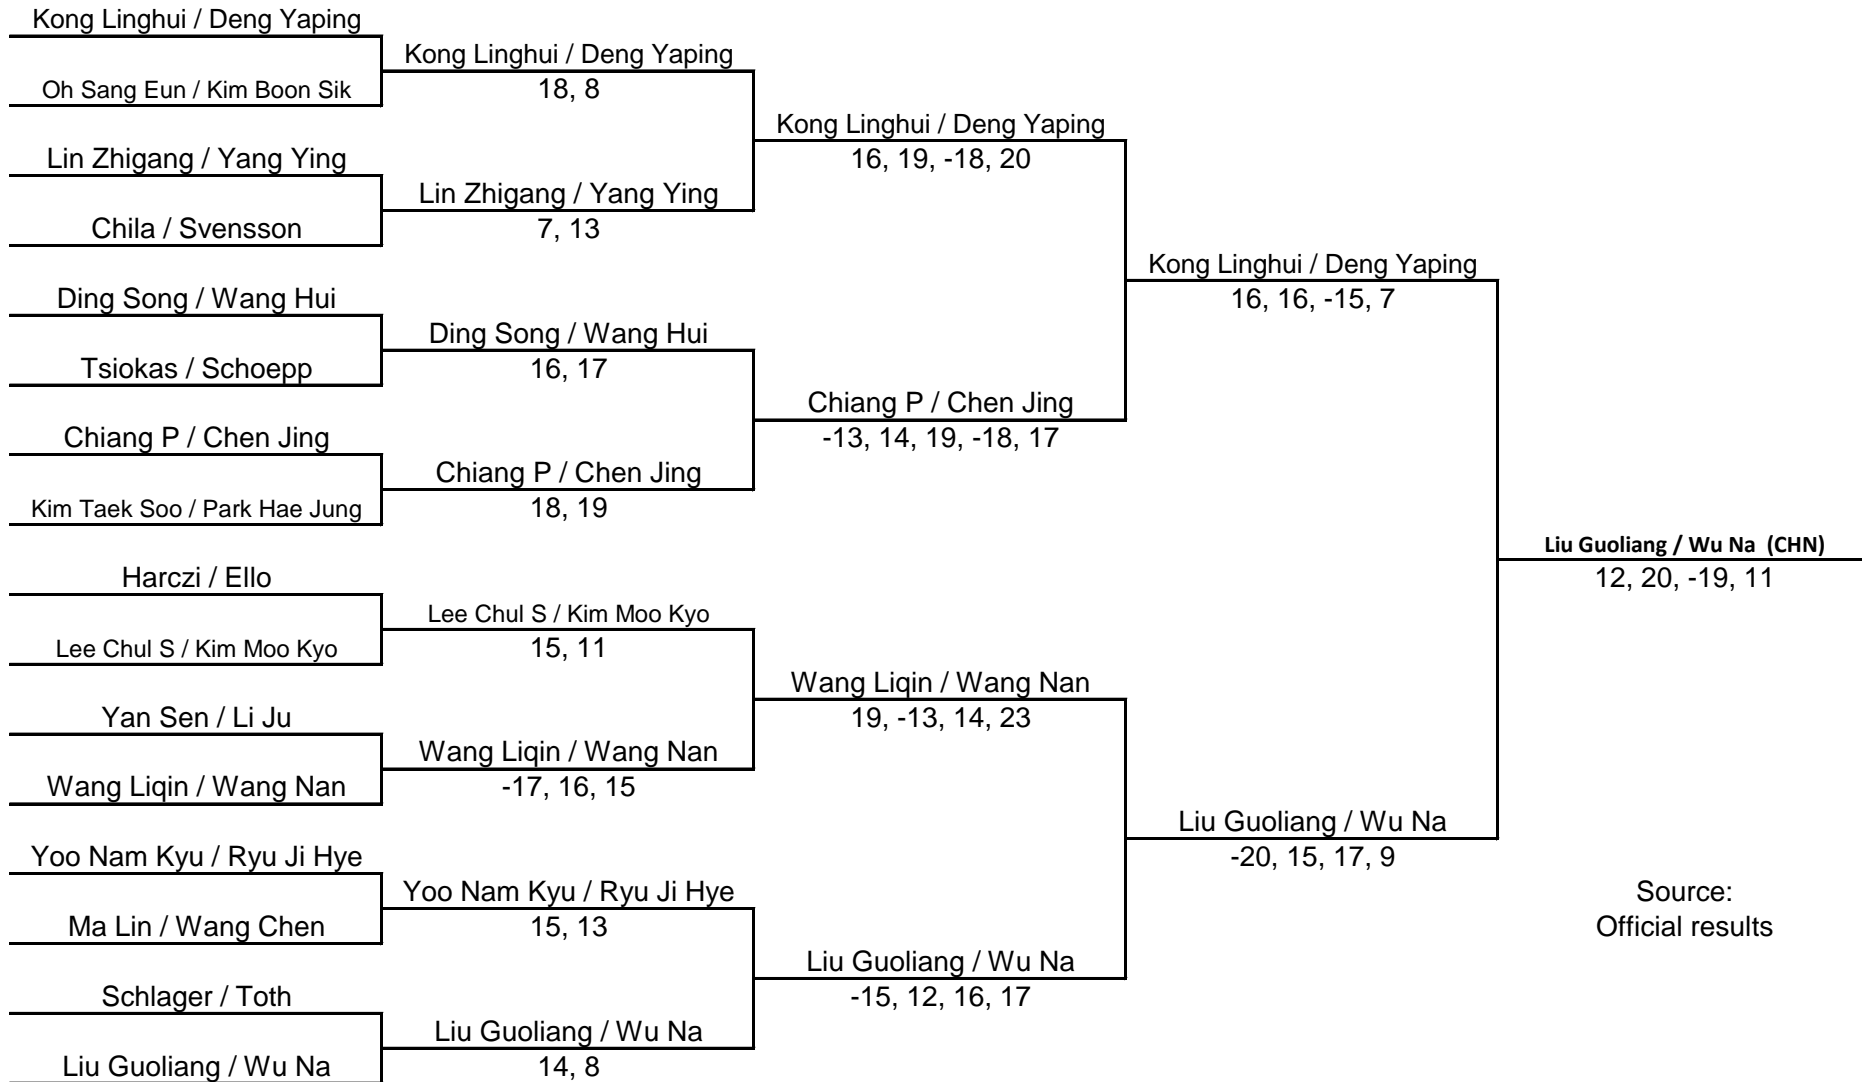 Kong Linghui / Deng Yaping
Oh Sang Eun / Kim Boon Sik
Lin Zhigang / Yang Ying
Chila / Svensson
Ding Song / Wang Hui
Tsiokas / Schoepp
Chiang P / Chen Jing
Kim Taek Soo / Park Hae Jung
Harczi / Ello
Lee Chul S / Kim Moo Kyo
Yan Sen / Li Ju
Wang Liqin / Wang Nan
Yoo Nam Kyu / Ryu Ji Hye
Ma Lin / Wang Chen
Schlager / Toth
Liu Guoliang / Wu Na
Kong Linghui / Deng Yaping
18, 8
Lin Zhigang / Yang Ying
7, 13
Ding Song / Wang Hui
16, 17
Chiang P / Chen Jing
18, 19
Lee Chul S / Kim Moo Kyo
15, 11
Wang Liqin / Wang Nan
-17, 16, 15
Yoo Nam Kyu / Ryu Ji Hye
15, 13
Liu Guoliang / Wu Na
14, 8
Kong Linghui / Deng Yaping
16, 19, -18, 20
Chiang P / Chen Jing
-13, 14, 19, -18, 17
Wang Liqin / Wang Nan
19, -13, 14, 23
Liu Guoliang / Wu Na
-15, 12, 16, 17
Kong Linghui / Deng Yaping
16, 16, -15, 7
Liu Guoliang / Wu Na
-20, 15, 17, 9
Liu Guoliang / Wu Na (CHN)
12, 20, -19, 11
Source:
Official results